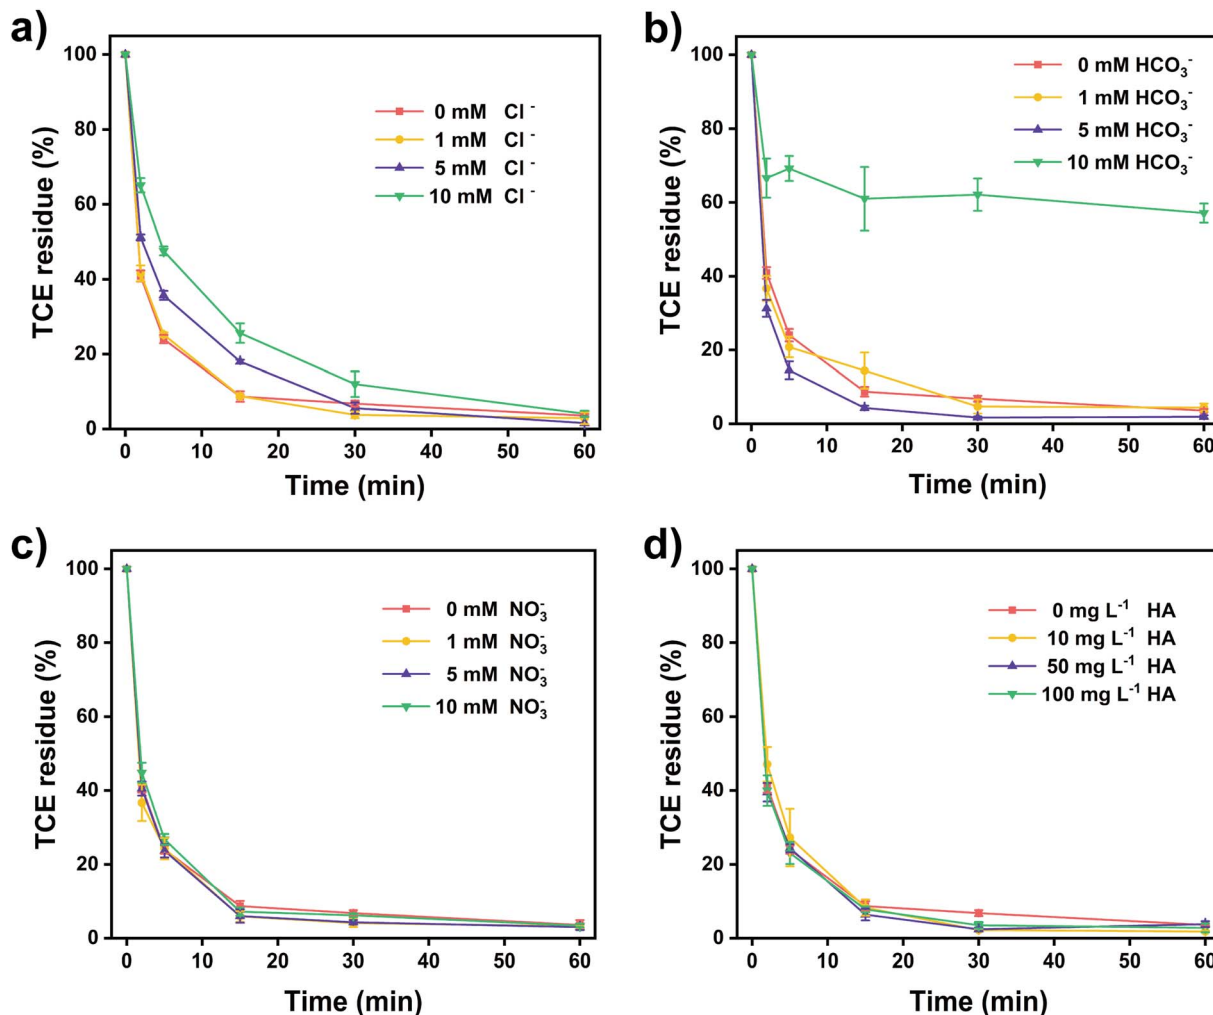 a)
TCE residue (%)
100
80
60
40
20
0
0 10 20 30 40 50 60
Time (min)
0 mM Cl⁻
1 mM Cl⁻
5 mM Cl⁻
10 mM Cl⁻
b)
TCE residue (%)
100
80
60
40
20
0
0 10 20 30 40 50 60
Time (min)
0 mM HCO₃⁻
1 mM HCO₃⁻
5 mM HCO₃⁻
10 mM HCO₃⁻
c)
TCE residue (%)
100
80
60
40
20
0
0 10 20 30 40 50 60
Time (min)
0 mM NO₃⁻
1 mM NO₃⁻
5 mM NO₃⁻
10 mM NO₃⁻
d)
TCE residue (%)
100
80
60
40
20
0
0 10 20 30 40 50 60
Time (min)
0 mg L⁻¹ HA
10 mg L⁻¹ HA
50 mg L⁻¹ HA
100 mg L⁻¹ HA